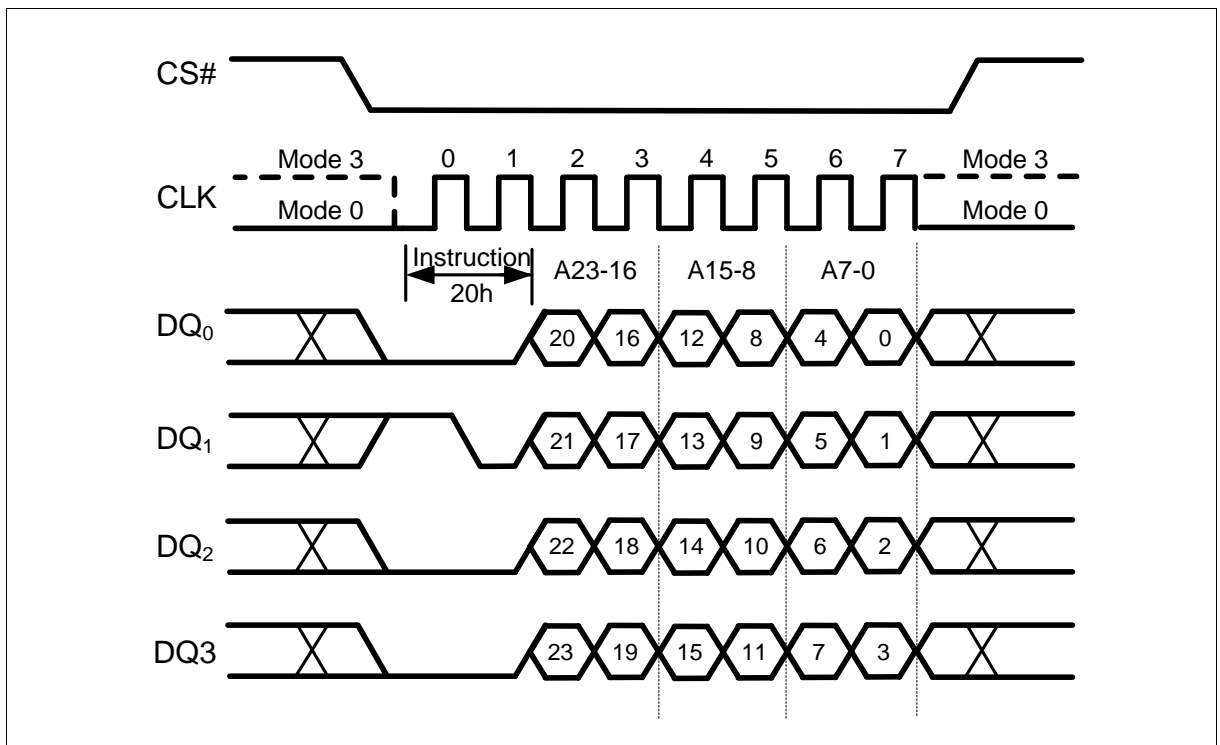 CS#
Mode 3 0 1 2 3 4 5 6 7 Mode 3
CLK
Mode 0 Mode 0
Instruction A23-16 A15-8 A7-0
20h
DQ0 20 16 12 8 4 0
DQ1 21 17 13 9 5 1
DQ2 22 18 14 10 6 2
DQ3 23 19 15 11 7 3